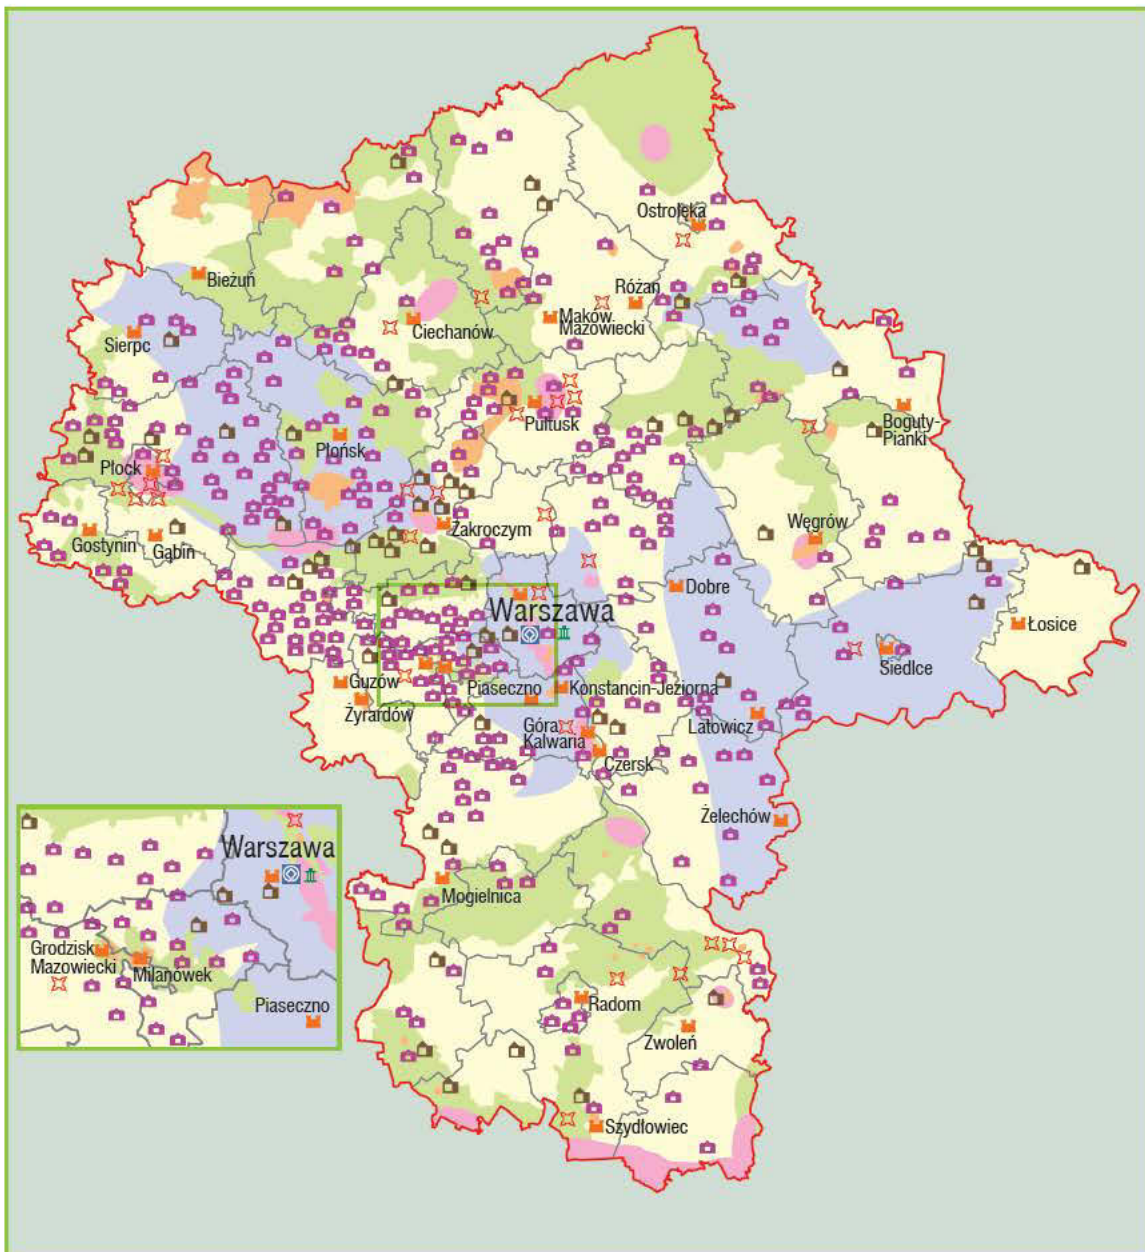 Ostrołęka
Bieżuń
Różan
Ciechanów
Maków
Mazowiecki
Sierpc
Pułtusk
Boguty-
Pianki
Płońsk
Płock
Zakroczym
Węgrów
Gostynin
Gąbin
Dobre
Warszawa
Łosice
Siedlce
Guzów
Piaseczno
Konstancin-Jeziorna
Żyrardów
Góra
Kalwaria
Latowicz
Czersk
Żelechów
Warszawa
Mogielnica
Grodzisk
Mazowiecki
Milanówek
Piaseczno
Radom
Zwoleń
Szydłowiec